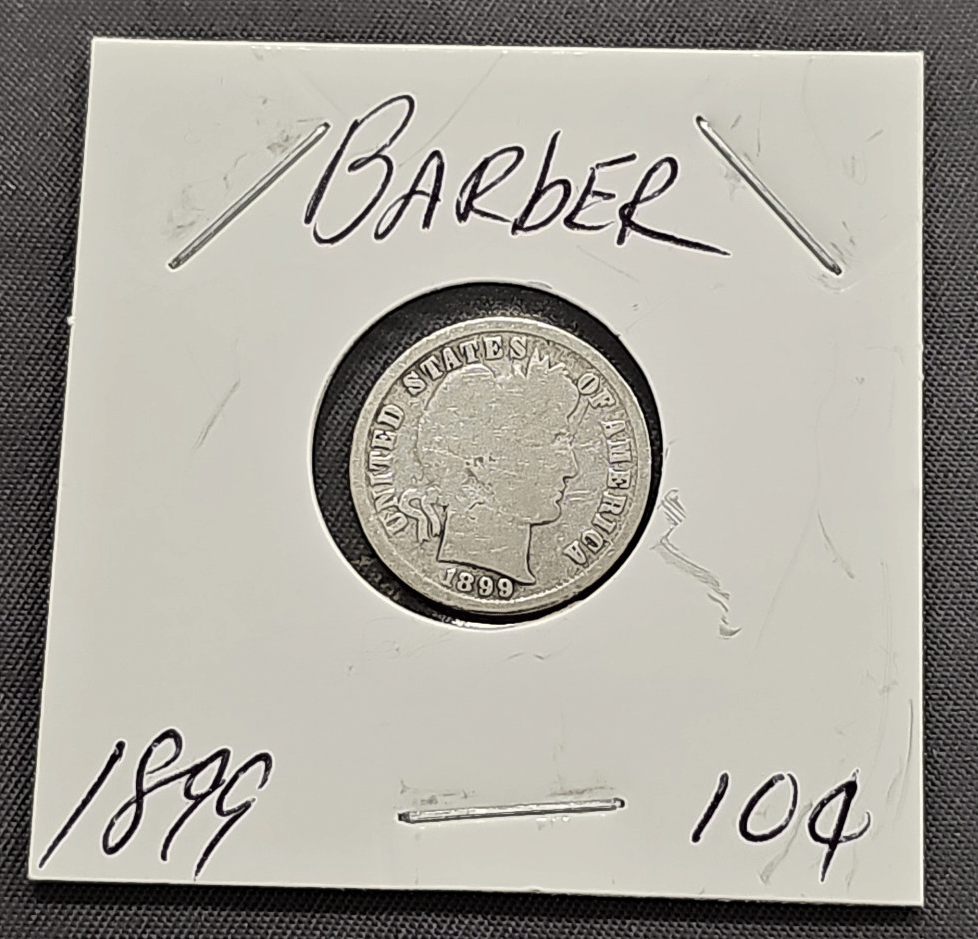 BARbER
UNITED STATES OF AMERICA
1899
1899 10¢